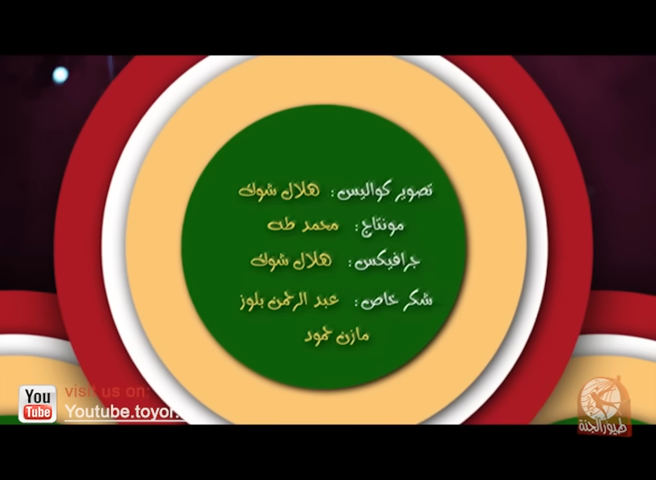 تصوير كواليس: هلال شوك
مونتاج: محمد طه
جرافيكس: هلال شوك
شكر خاص: عبد الرحمن بلوز
مازن حمود
You Tube
visit us on:
Youtube.toyor.
طيور الجنة